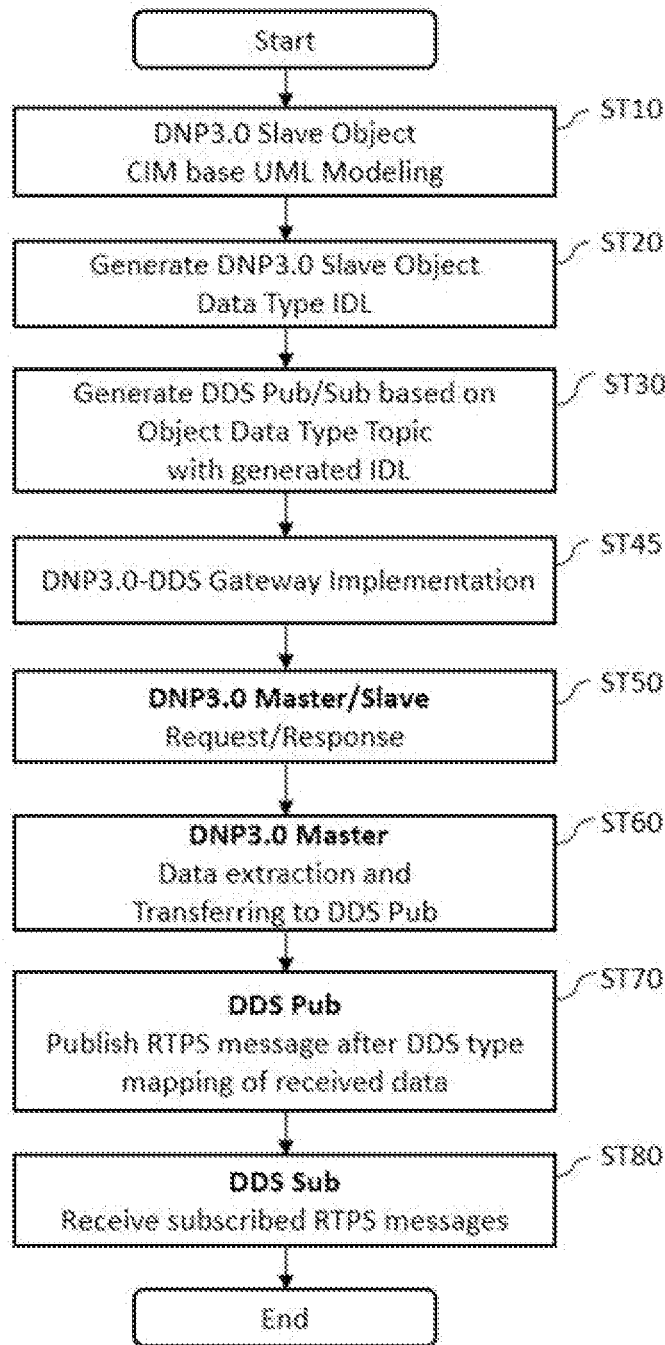 Start
ST10
DNP3.0 Slave Object
CIM base UML Modeling
ST20
Generate DNP3.0 Slave Object
Data Type IDL
ST30
Generate DDS Pub/Sub based on
Object Data Type Topic
with generated IDL
ST45
DNP3.0-DDS Gateway Implementation
ST50
DNP3.0 Master/Slave
Request/Response
ST60
DNP3.0 Master
Data extraction and
Transferring to DDS Pub
ST70
DDS Pub
Publish RTPS message after DDS type
mapping of received data
ST80
DDS Sub
Receive subscribed RTPS messages
End